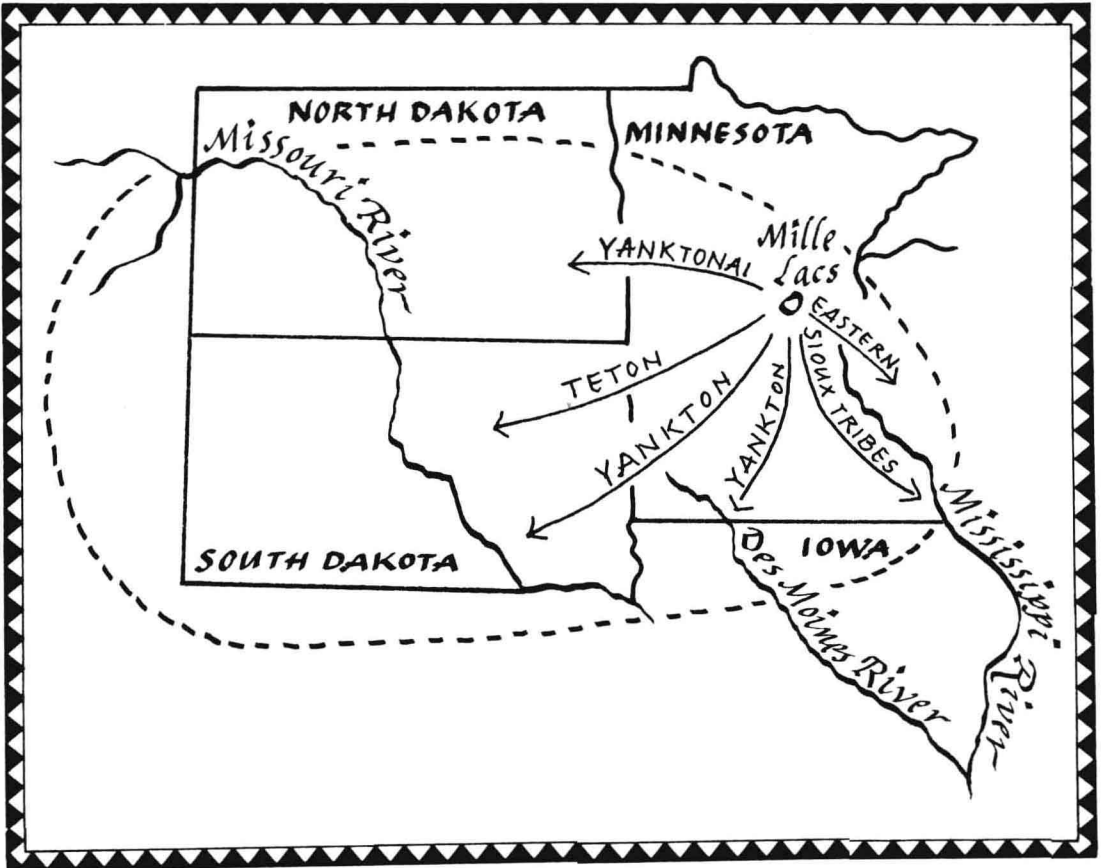 NORTH DAKOTA
MINNESOTA
Missouri River
Mille
Lacs
YANKTONAI
EASTERN
SIOUX TRIBES
TETON
YANKTON
YANKTON
SOUTH DAKOTA
IOWA
Des Moines River
Mississippi River